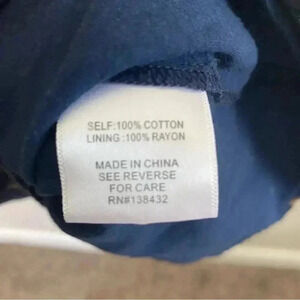 SELF:100% COTTON
LINING :100% RAYON
MADE IN CHINA
SEE REVERSE
FOR CARE
RN#138432